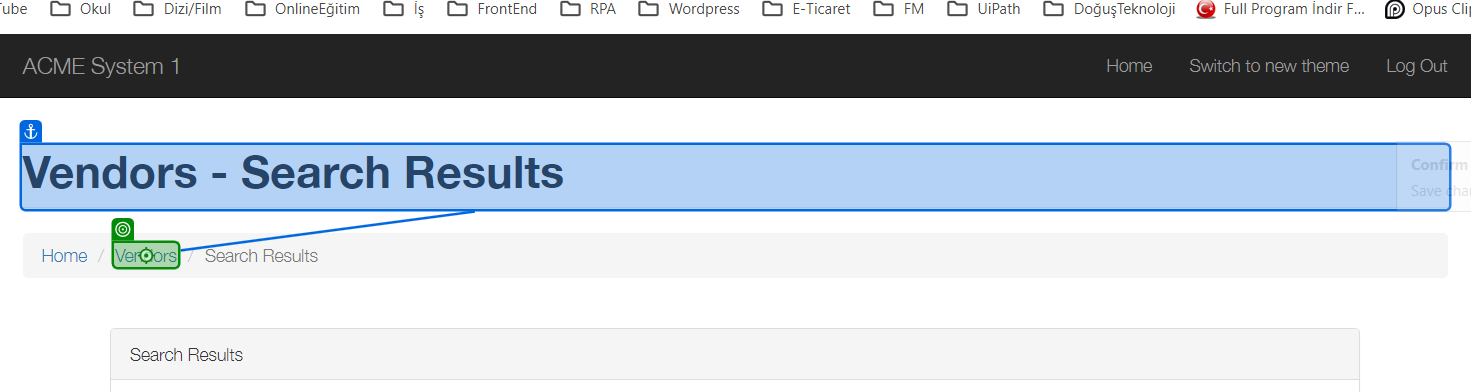 Tube Okul Dizi/Film OnlineEğitim İş FrontEnd RPA Wordpress E-Ticaret FM UiPath DoğuşTeknoloji Full Program İndir F... Opus Clip
ACME System 1 Home Switch to new theme Log Out
Vendors - Search Results
Confirm
Save chan
Home / Vendors / Search Results
Search Results